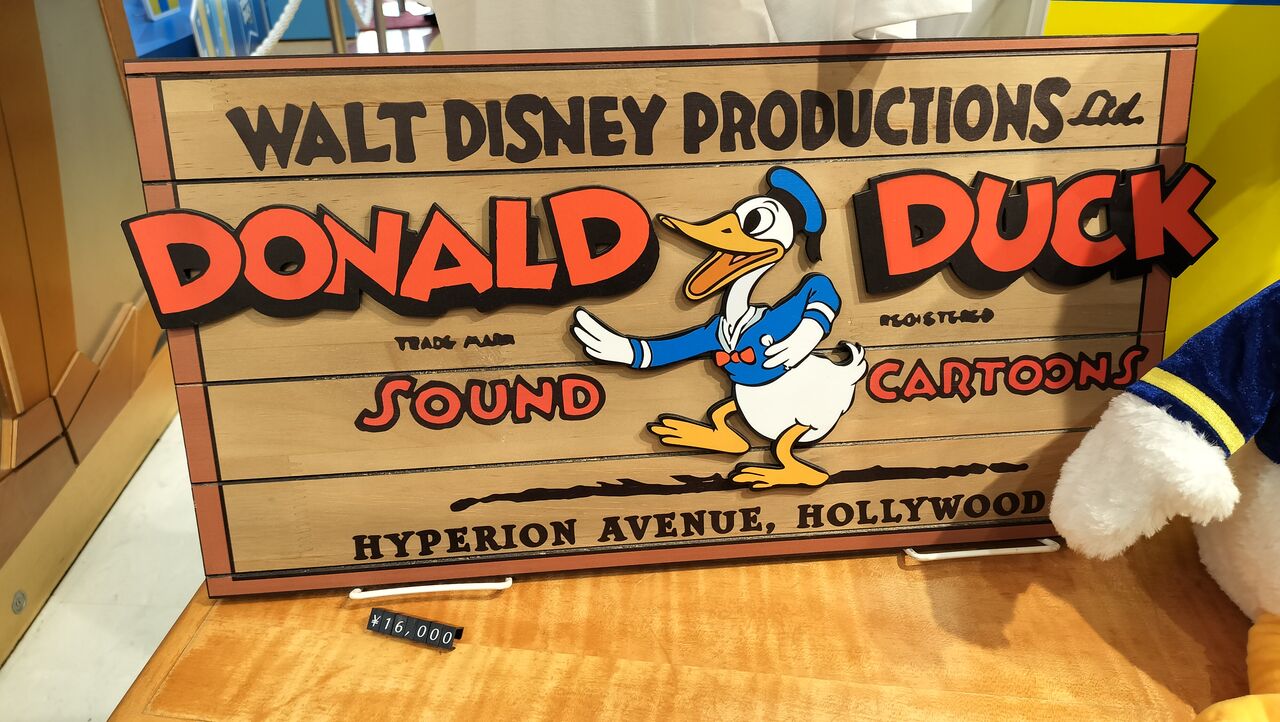 WALT DISNEY PRODUCTIONS Ltd.
DONALD DUCK
TRADE MARK REGISTERED
SOUND CARTOONS
HYPERION AVENUE, HOLLYWOOD
¥16,000